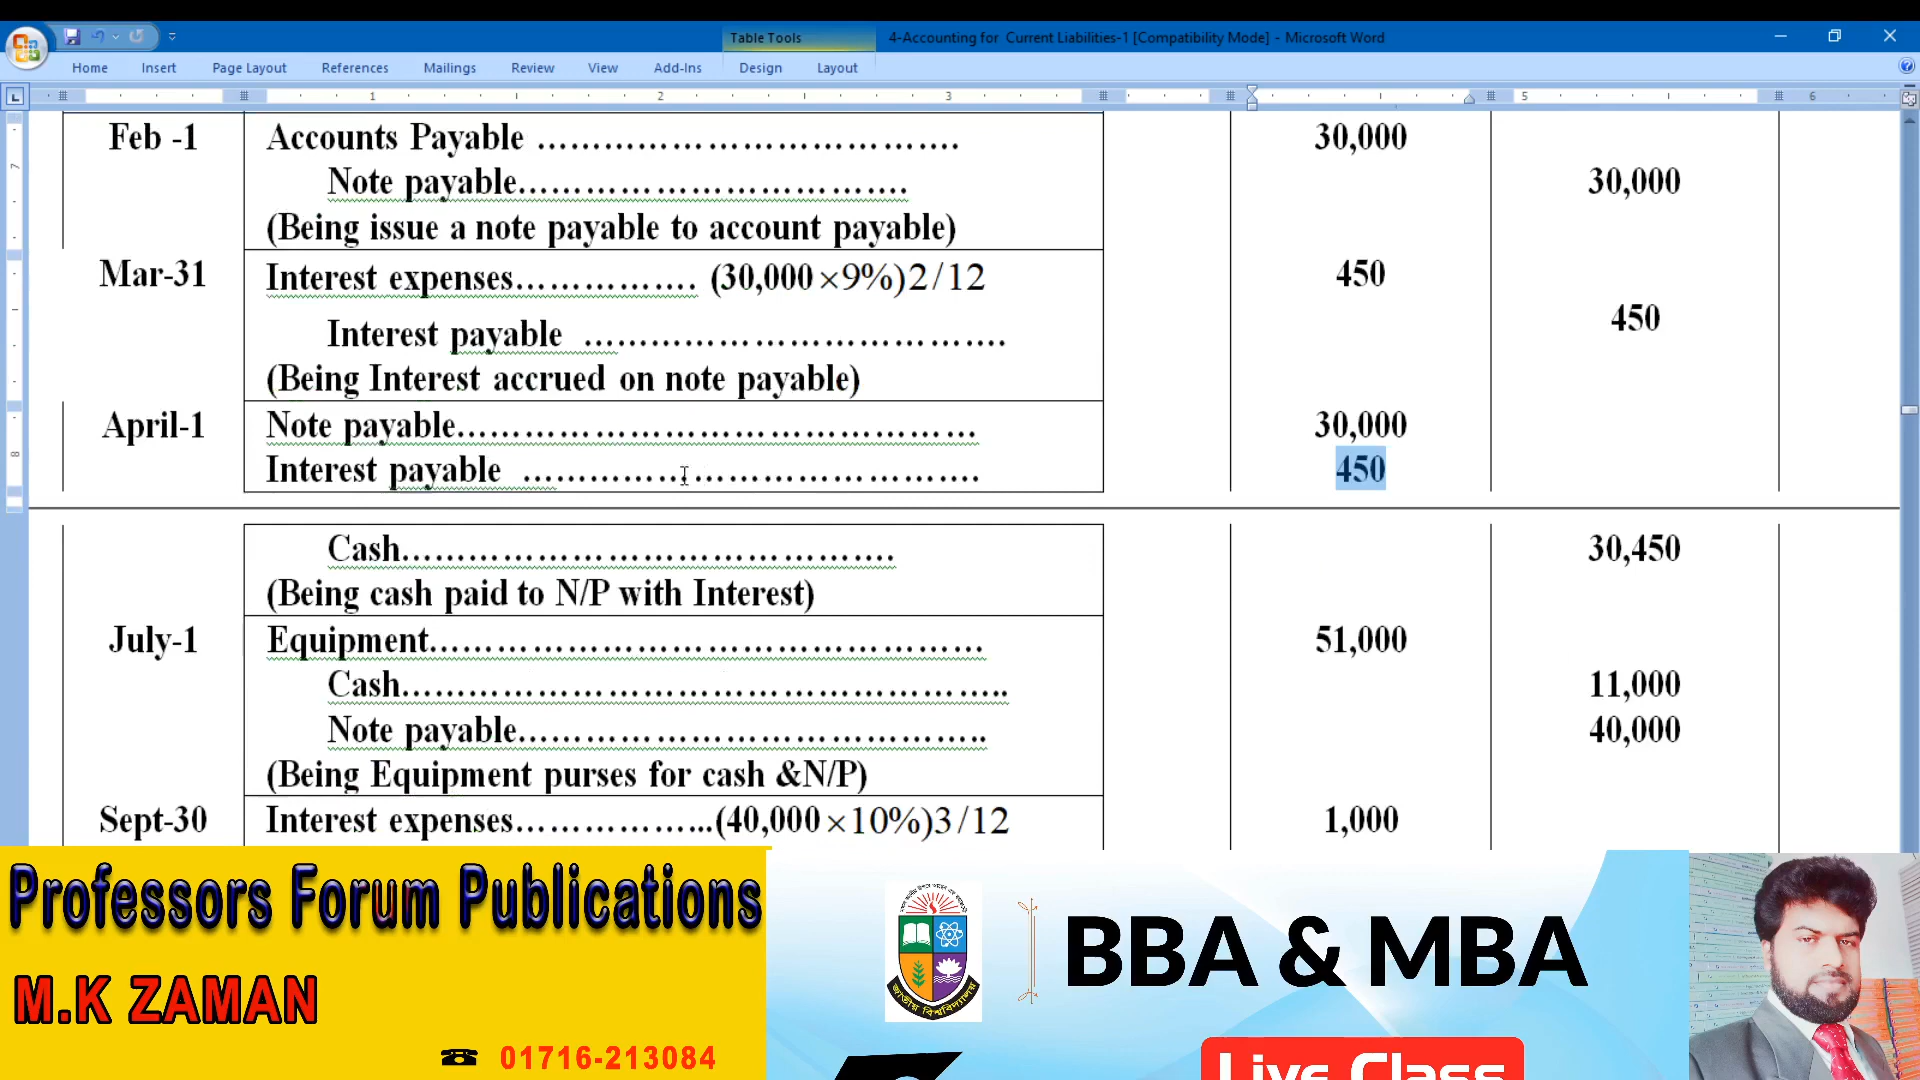 Table Tools
4-Accounting for Current Liabilities-1 [Compatibility Mode] - Microsoft Word
Home Insert Page Layout References Mailings Review View Add-Ins Design Layout
1 2 3 5 6
Feb -1 Accounts Payable ………………………………. 30,000
Note payable……………………………. 30,000
(Being issue a note payable to account payable)
Mar-31 Interest expenses……………. (30,000×9%)2/12 450
Interest payable ………………………………. 450
(Being Interest accrued on note payable)
April-1 Note payable……………………………………… 30,000
Interest payable …………………………………. 450
Cash……………………………………. 30,450
(Being cash paid to N/P with Interest)
July-1 Equipment………………………………………… 51,000
Cash………………………………………………….. 11,000
Note payable………………………………….. 40,000
(Being Equipment purses for cash &N/P)
Sept-30 Interest expenses……………...(40,000×10%)3/12 1,000
Professors Forum Publications
M.K ZAMAN
☎ 01716-213084
BBA & MBA
Live Class